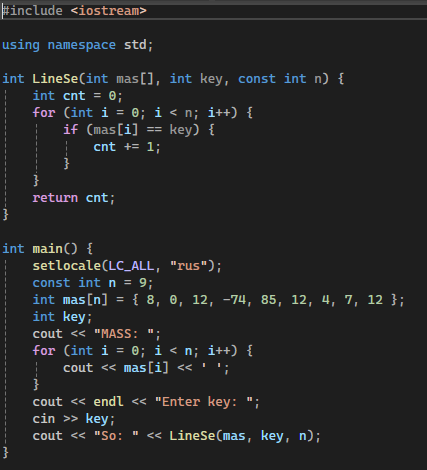 #include <iostream>
using namespace std;
int LineSe(int mas[], int key, const int n) {
int cnt = 0;
for (int i = 0; i < n; i++) {
if (mas[i] == key) {
cnt += 1;
}
}
return cnt;
}
int main() {
setlocale(LC_ALL, "rus");
const int n = 9;
int mas[n] = { 8, 0, 12, -74, 85, 12, 4, 7, 12 };
int key;
cout << "MASS: ";
for (int i = 0; i < n; i++) {
cout << mas[i] << ' ';
}
cout << endl << "Enter key: ";
cin >> key;
cout << "So: " << LineSe(mas, key, n);
}